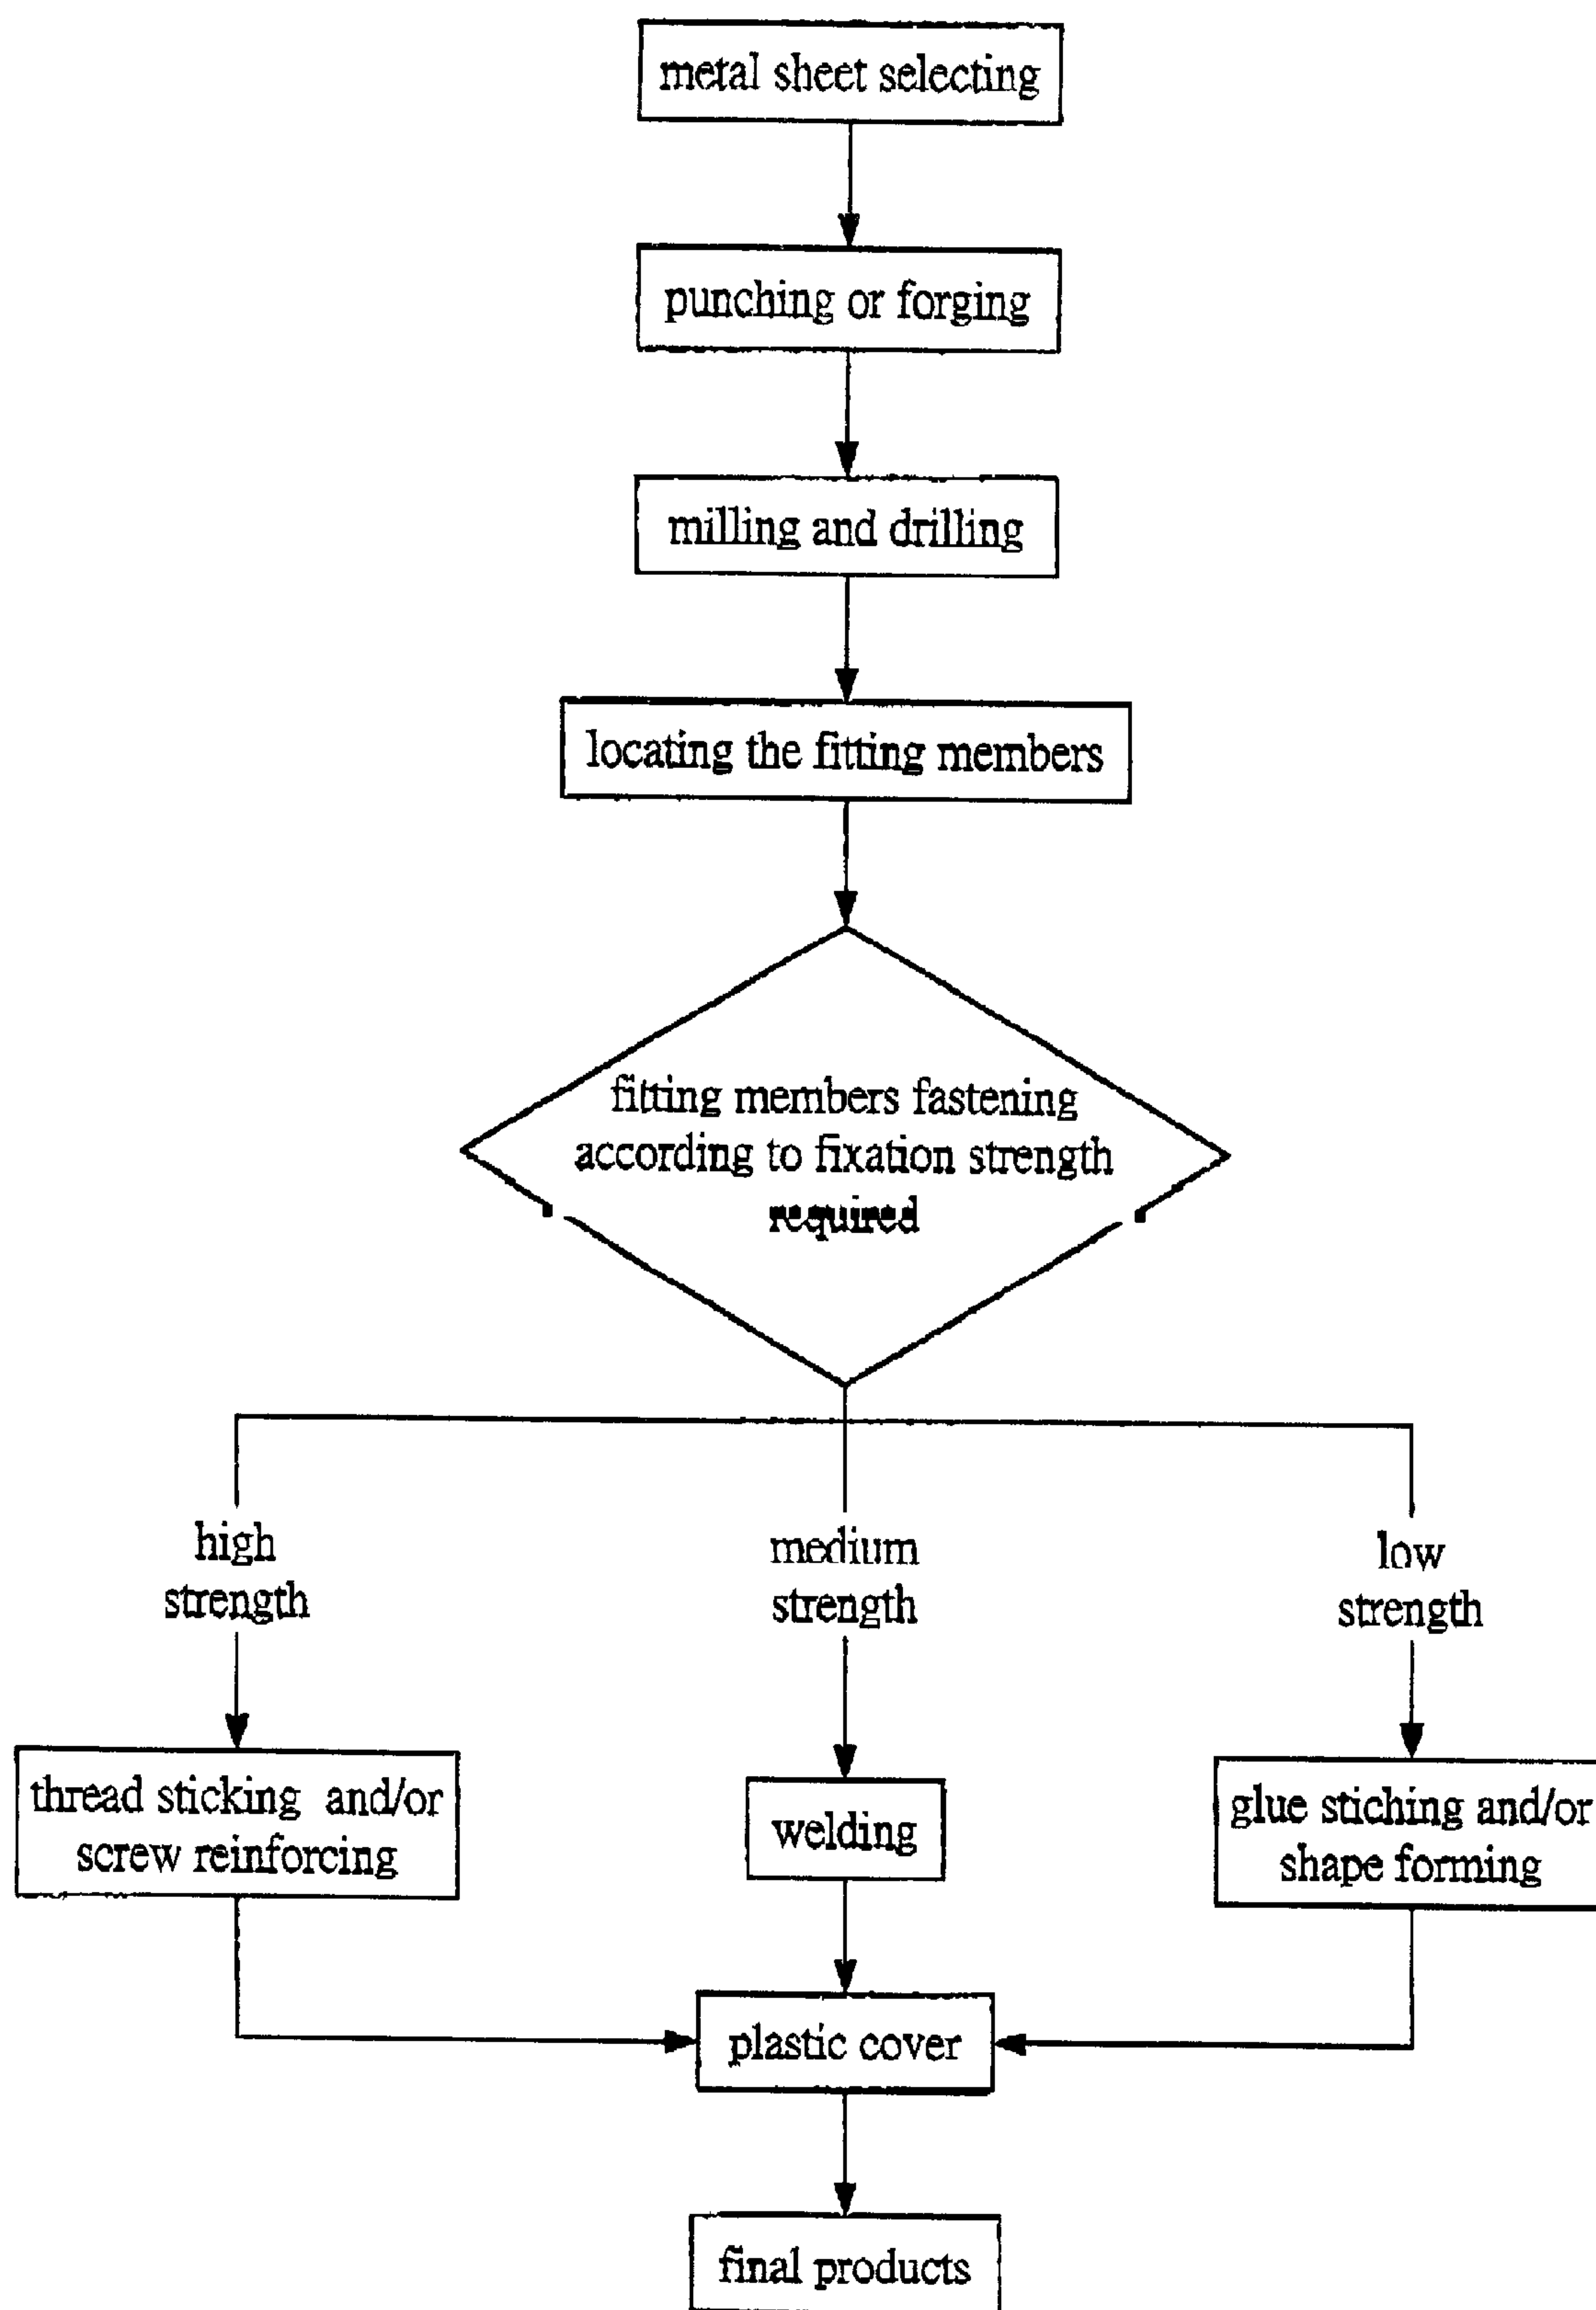 metal sheet selecting
punching or forging
milling and drilling
locating the fitting members
fitting members fastening
according to fixation strength
required
high
strength
medium
strength
low
strength
thread sticking and/or
screw reinforcing
welding
glue stiching and/or
shape forming
plastic cover
final products